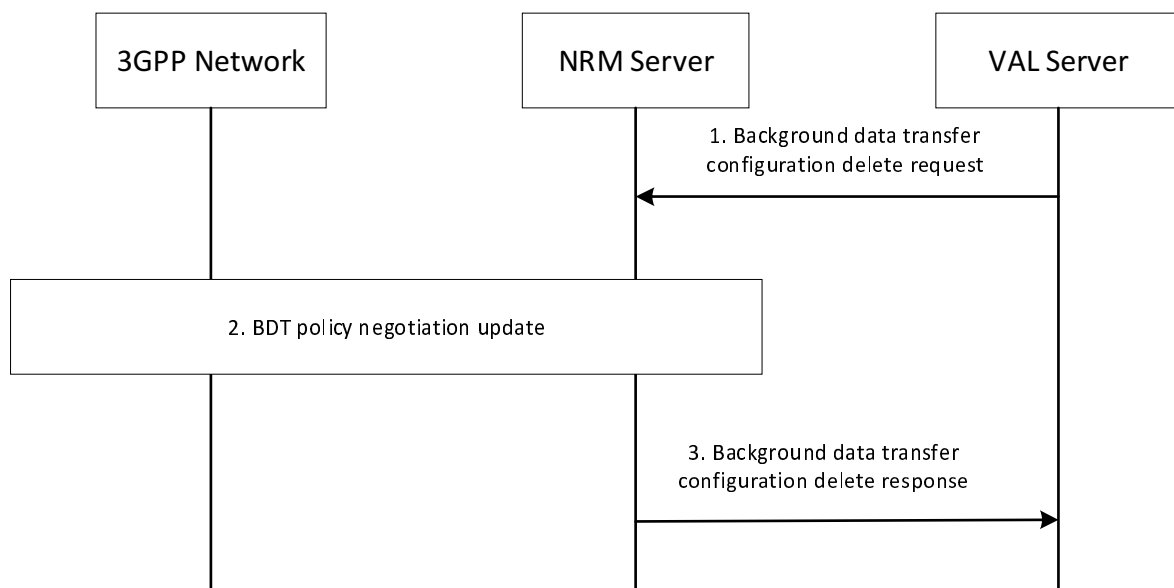 3GPP Network
NRM Server
VAL Server
1. Background data transfer
configuration delete request
2. BDT policy negotiation update
3. Background data transfer
configuration delete response